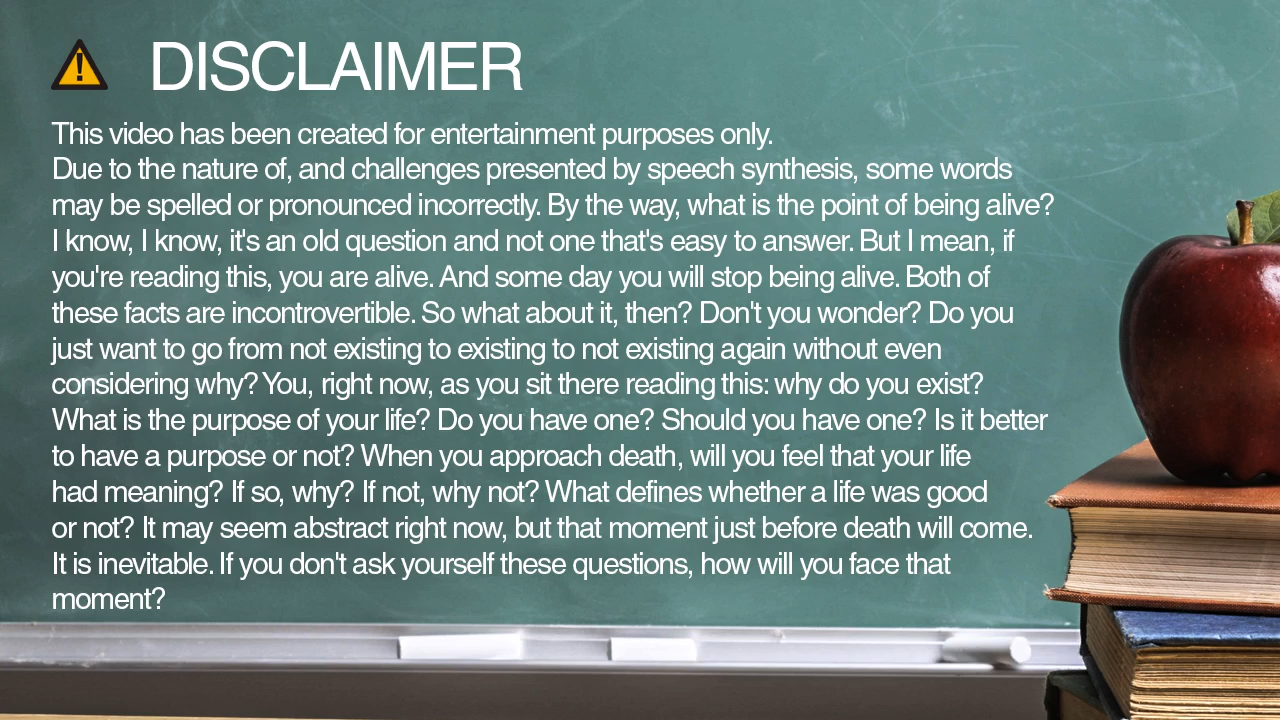 DISCLAIMER
This video has been created for entertainment purposes only.
Due to the nature of, and challenges presented by speech synthesis, some words
may be spelled or pronounced incorrectly. By the way, what is the point of being alive?
I know, I know, it's an old question and not one that's easy to answer. But I mean, if
you're reading this, you are alive. And some day you will stop being alive. Both of
these facts are incontrovertible. So what about it, then? Don't you wonder? Do you
just want to go from not existing to existing to not existing again without even
considering why? You, right now, as you sit there reading this: why do you exist?
What is the purpose of your life? Do you have one? Should you have one? Is it better
to have a purpose or not? When you approach death, will you feel that your life
had meaning? If so, why? If not, why not? What defines whether a life was good
or not? It may seem abstract right now, but that moment just before death will come.
It is inevitable. If you don't ask yourself these questions, how will you face that
moment?